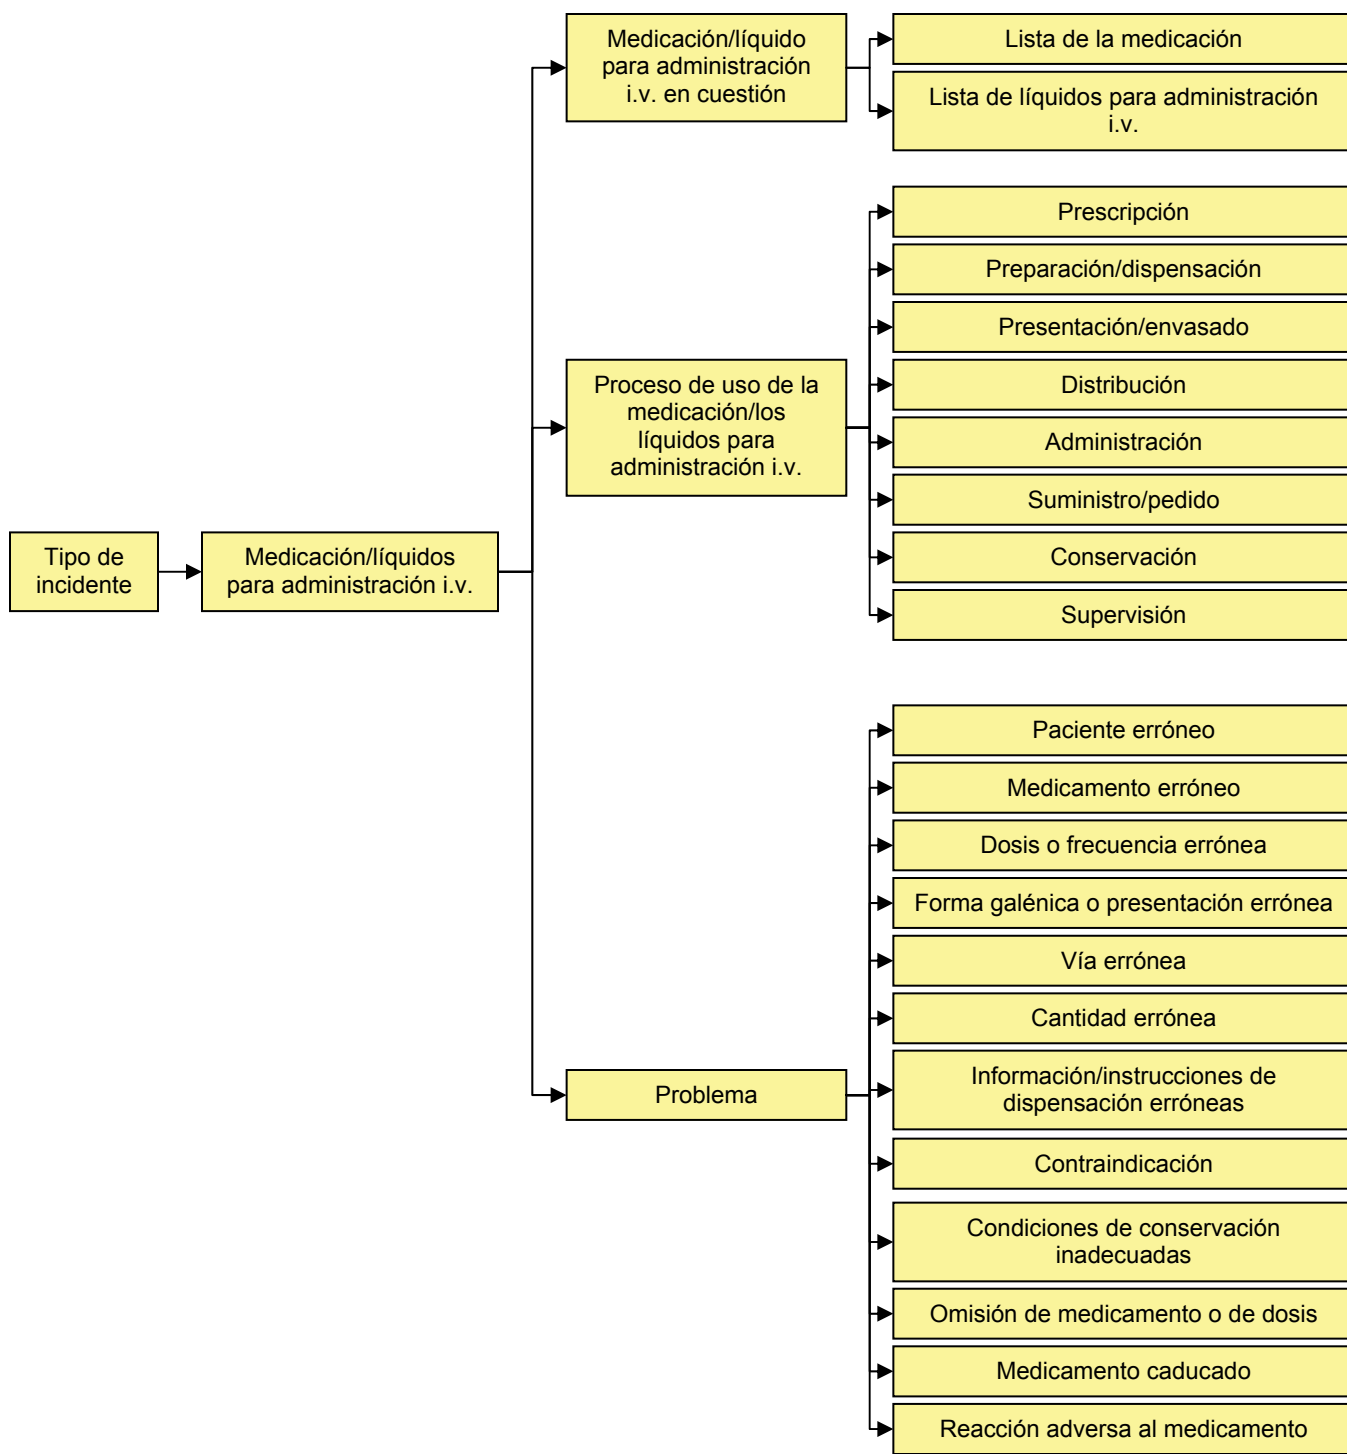 Tipo de
incidente
Medicación/líquidos
para administración i.v.
Medicación/líquido
para administración
i.v. en cuestión
Lista de la medicación
Lista de líquidos para administración
i.v.
Proceso de uso de la
medicación/los
líquidos para
administración i.v.
Prescripción
Preparación/dispensación
Presentación/envasado
Distribución
Administración
Suministro/pedido
Conservación
Supervisión
Problema
Paciente erróneo
Medicamento erróneo
Dosis o frecuencia errónea
Forma galénica o presentación errónea
Vía errónea
Cantidad errónea
Información/instrucciones de
dispensación erróneas
Contraindicación
Condiciones de conservación
inadecuadas
Omisión de medicamento o de dosis
Medicamento caducado
Reacción adversa al medicamento